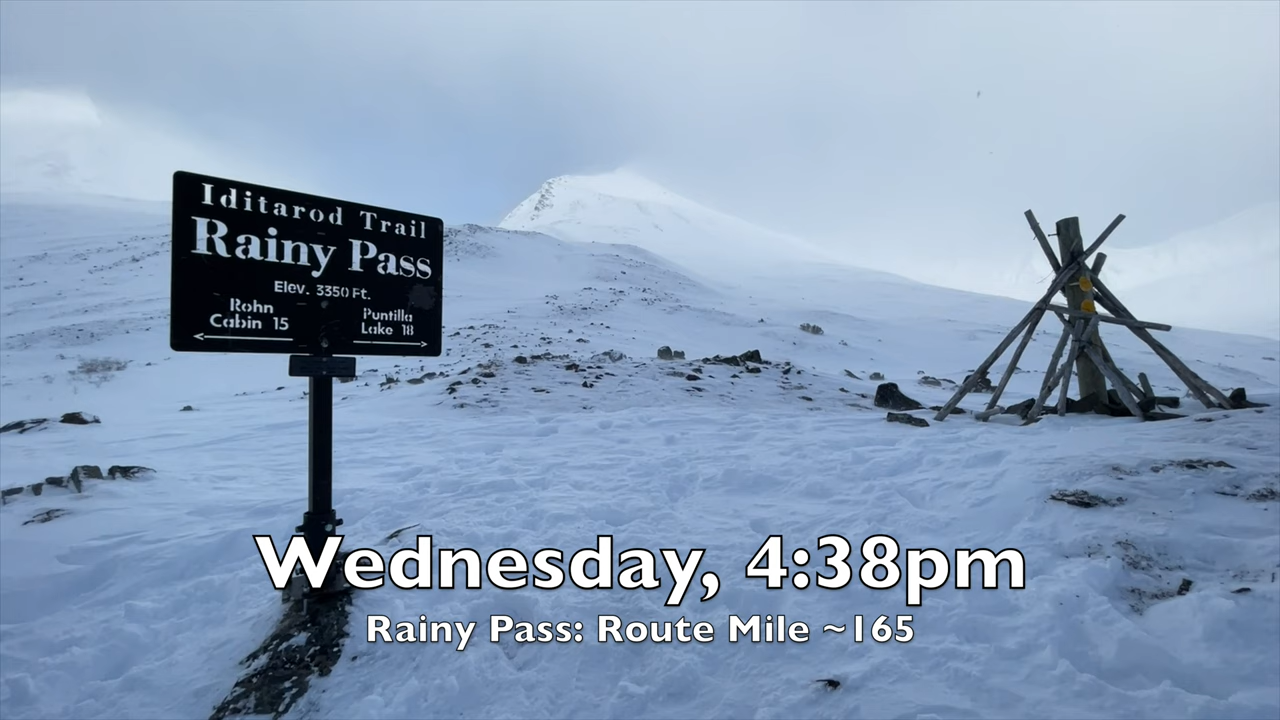 Iditarod Trail
Rainy Pass
Elev. 3350 Ft.
Rohn
Cabin 15
Puntilla
Lake 18
Wednesday, 4:38pm
Rainy Pass: Route Mile ~165